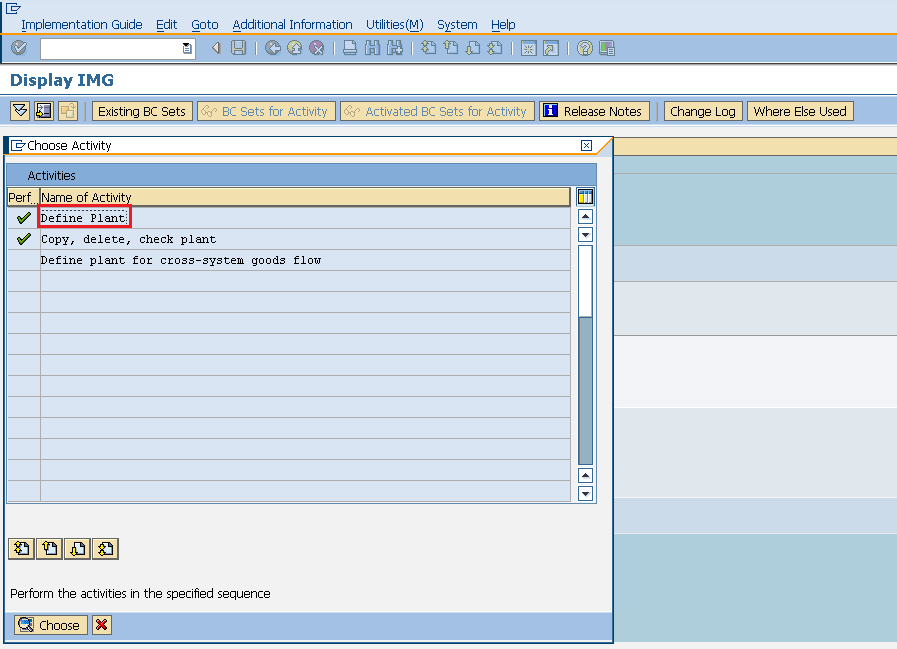 Implementation Guide Edit Goto Additional Information Utilities(M) System Help
Display IMG
Existing BC Sets BC Sets for Activity Activated BC Sets for Activity Release Notes Change Log Where Else Used
Choose Activity
Activities
Perf.. Name of Activity
Define Plant
Copy, delete, check plant
Define plant for cross-system goods flow
Perform the activities in the specified sequence
Choose